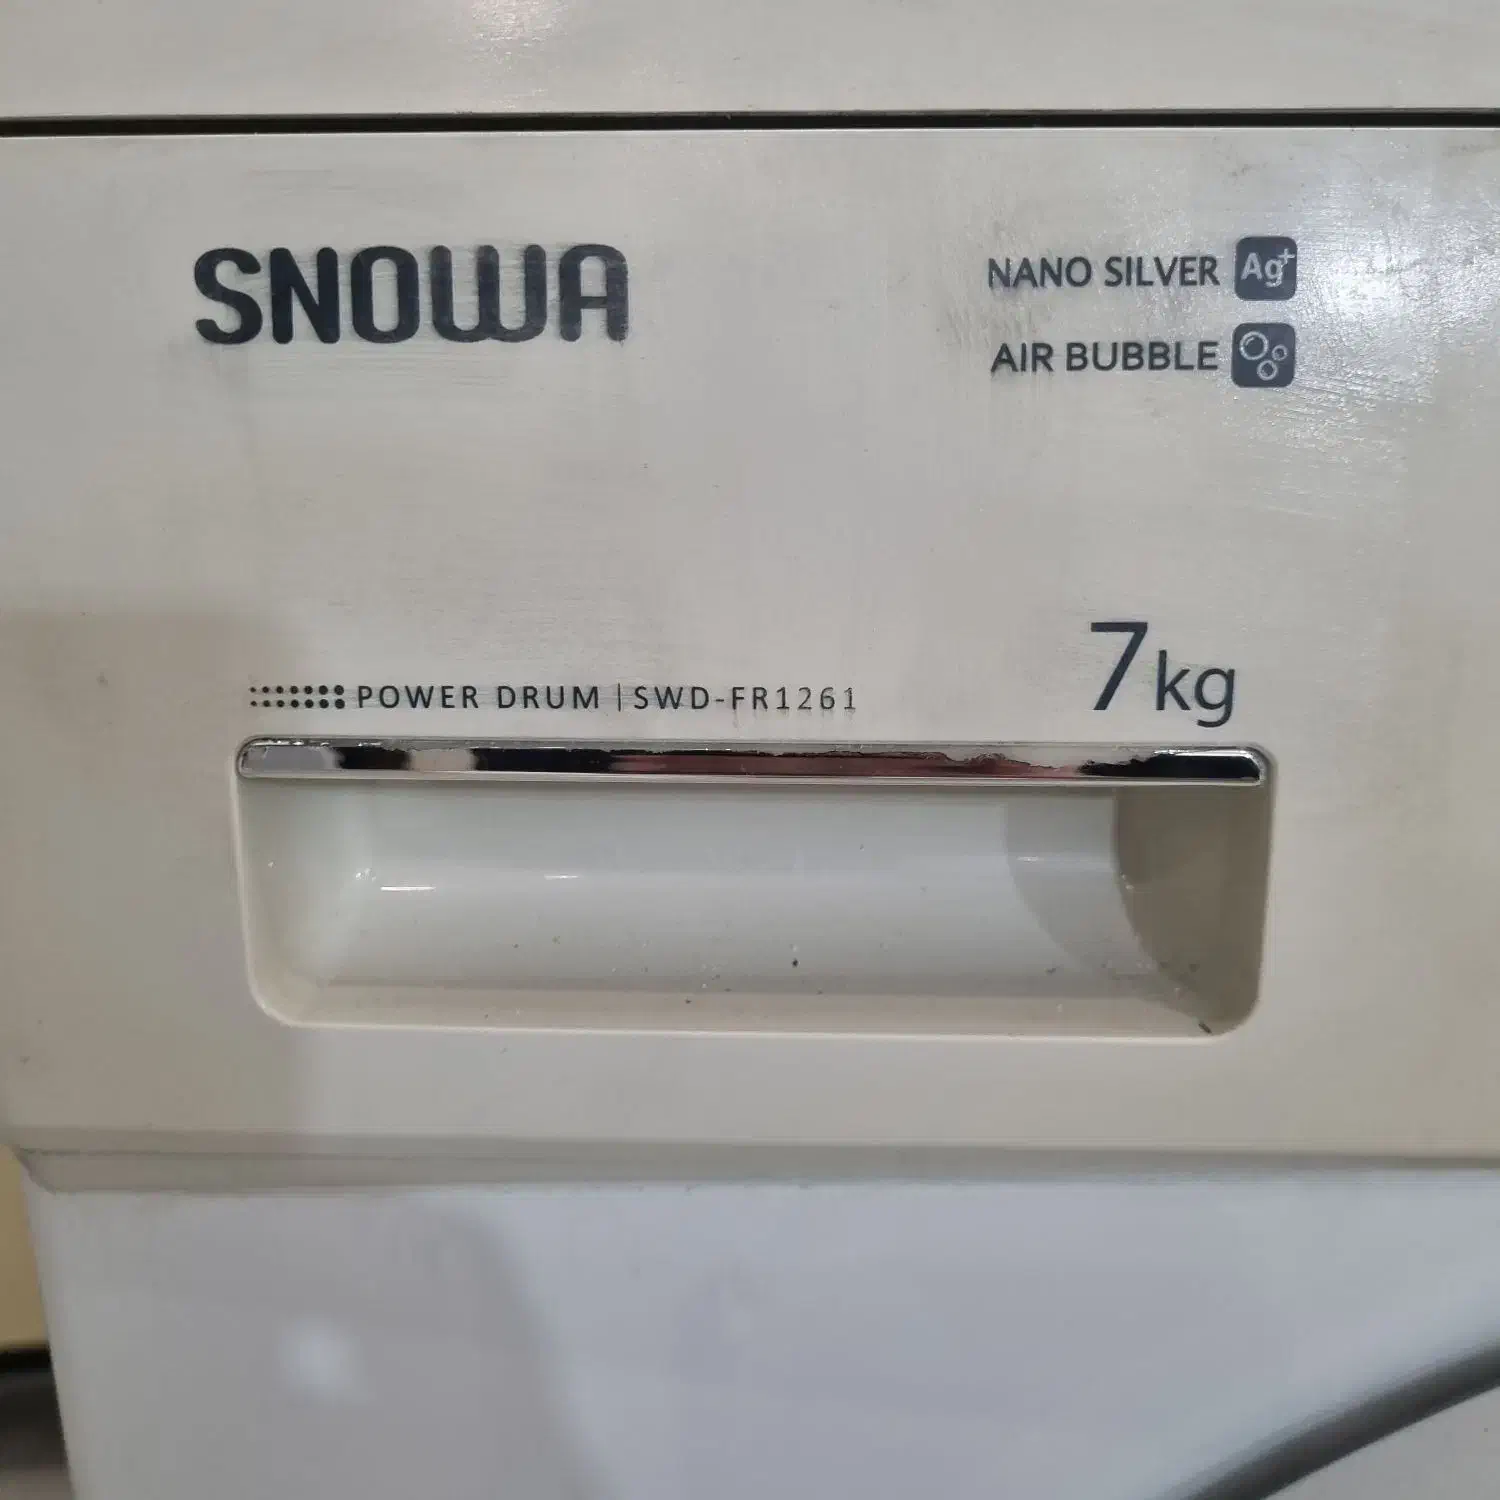 SNOWA
NANO SILVER Ag+
AIR BUBBLE
7kg
POWER DRUM | SWD-FR1261